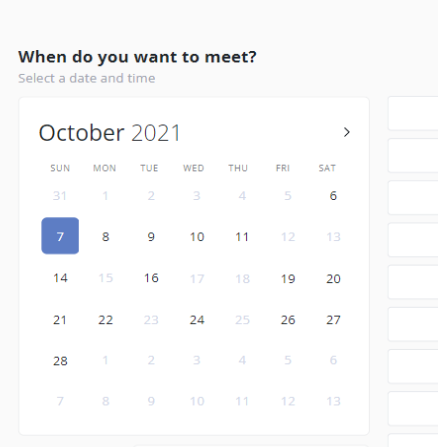 When do you want to meet?
Select a date and time
October 2021
SUN MON TUE WED THU FRI SAT
31 1 2 3 4 5 6
7 8 9 10 11 12 13
14 15 16 17 18 19 20
21 22 23 24 25 26 27
28 1 2 3 4 5 6
7 8 9 10 11 12 13